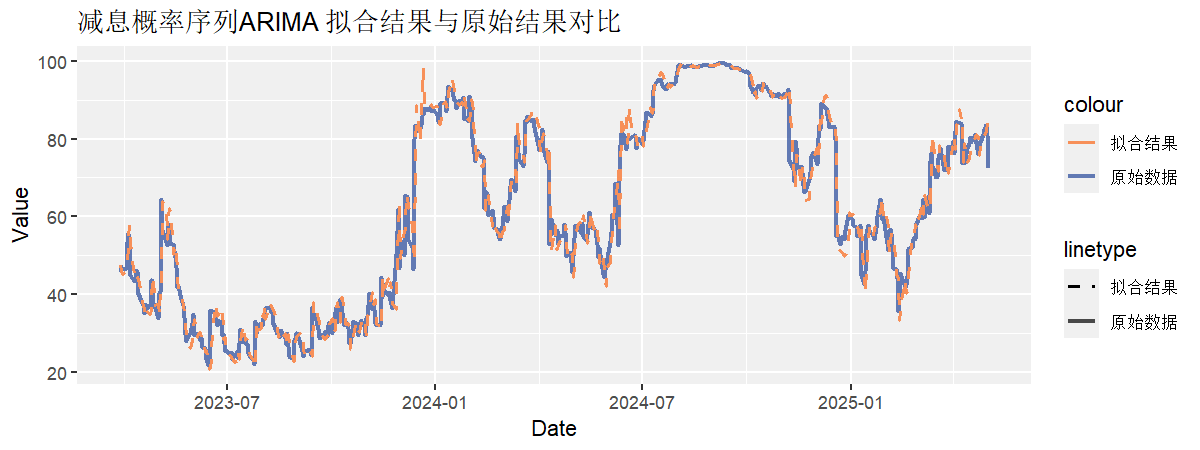 减息概率序列ARIMA 拟合结果与原始结果对比
Value
100
80
60
40
20
2023-07
2024-01
2024-07
2025-01
Date
colour
拟合结果
原始数据
linetype
拟合结果
原始数据